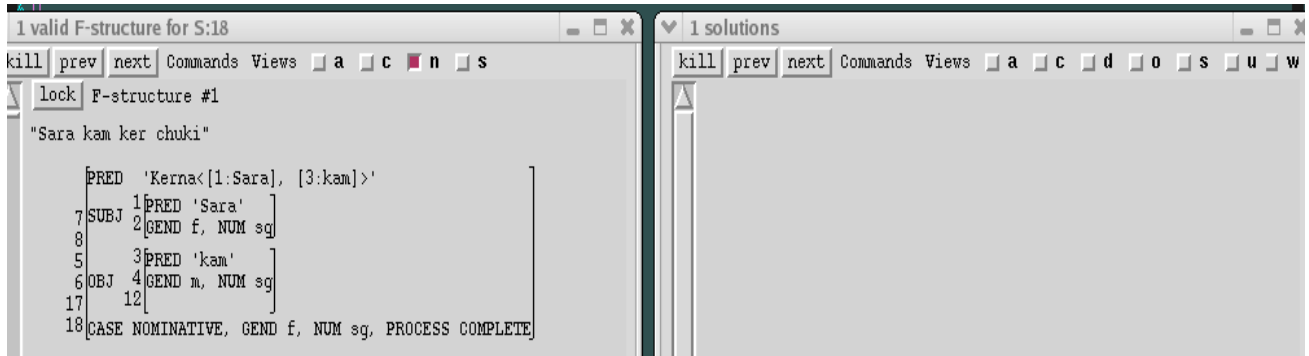 1 valid F-structure for S:18
kill prev next Commands Views a c n s
lock F-structure #1
"Sara kam ker chuki"
PRED 'Kerna<[1:Sara], [3:kam]>'
1 PRED 'Sara'
7 SUBJ 2 GEND f, NUM sg
8
5 3 PRED 'kam'
6 OBJ 4 GEND m, NUM sg
17 12
18 CASE NOMINATIVE, GEND f, NUM sg, PROCESS COMPLETE
1 solutions
kill prev next Commands Views a c d o s u w